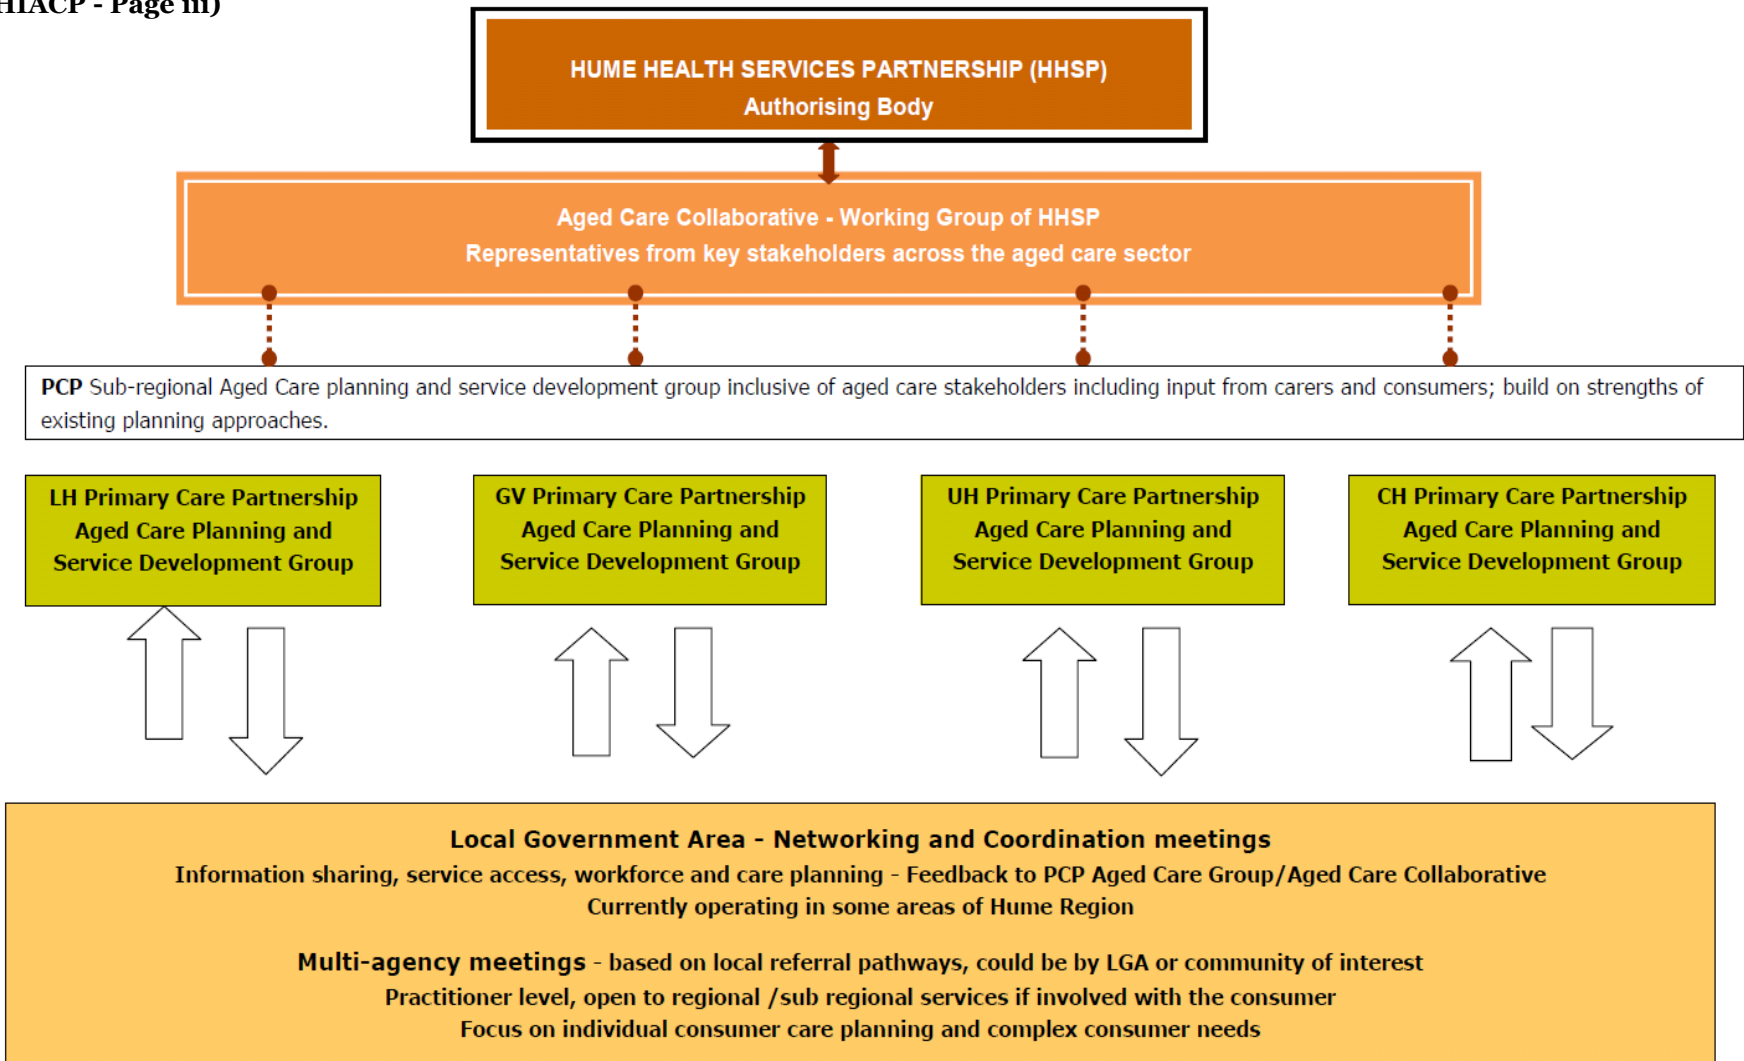 HIACP - Page iii)
HUME HEALTH SERVICES PARTNERSHIP (HHSP)
Authorising Body
Aged Care Collaborative - Working Group of HHSP
Representatives from key stakeholders across the aged care sector
PCP Sub-regional Aged Care planning and service development group inclusive of aged care stakeholders including input from carers and consumers; build on strengths of
existing planning approaches.
LH Primary Care Partnership
Aged Care Planning and
Service Development Group
GV Primary Care Partnership
Aged Care Planning and
Service Development Group
UH Primary Care Partnership
Aged Care Planning and
Service Development Group
CH Primary Care Partnership
Aged Care Planning and
Service Development Group
Local Government Area - Networking and Coordination meetings
Information sharing, service access, workforce and care planning - Feedback to PCP Aged Care Group/Aged Care Collaborative
Currently operating in some areas of Hume Region
Multi-agency meetings - based on local referral pathways, could be by LGA or community of interest
Practitioner level, open to regional /sub regional services if involved with the consumer
Focus on individual consumer care planning and complex consumer needs